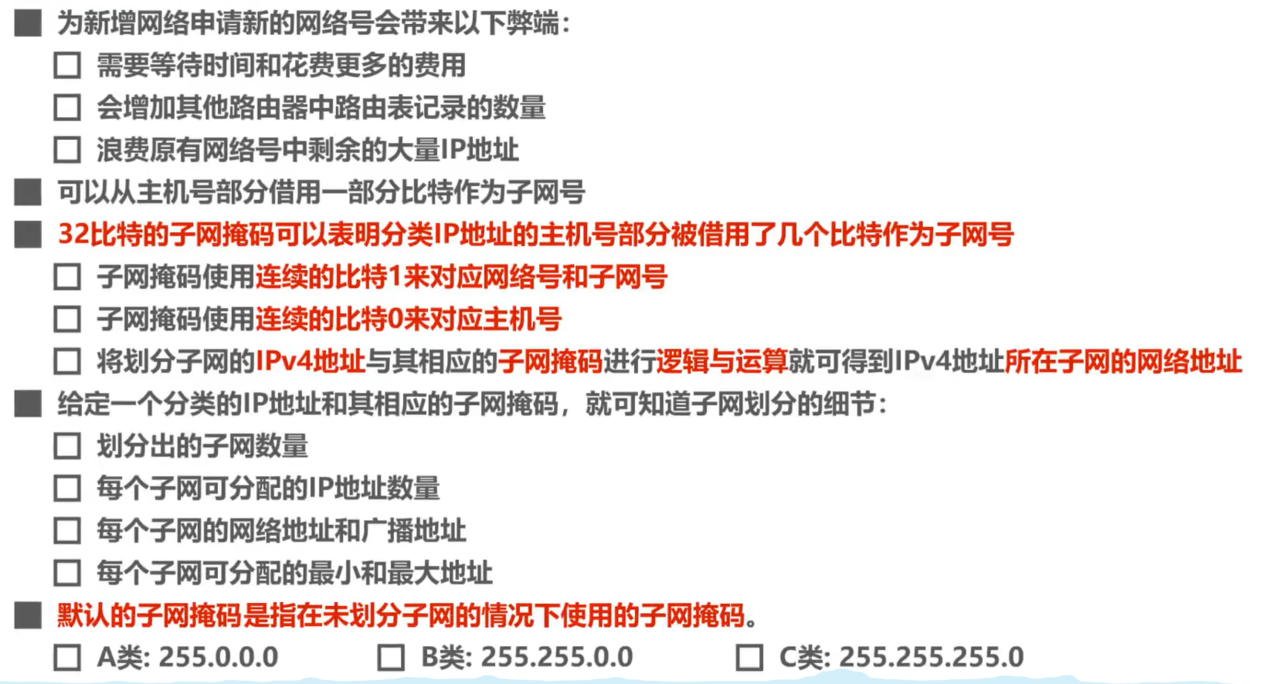 为新增网络申请新的网络号会带来以下弊端：
需要等待时间和花费更多的费用
会增加其他路由器中路由表记录的数量
浪费原有网络号中剩余的大量IP地址
可以从主机号部分借用一部分比特作为子网号
32比特的子网掩码可以表明分类IP地址的主机号部分被借用了几个比特作为子网号
子网掩码使用连续的比特1来对应网络号和子网号
子网掩码使用连续的比特0来对应主机号
将划分子网的IPv4地址与其相应的子网掩码进行逻辑与运算就可得到IPv4地址所在子网的网络地址
给定一个分类的IP地址和其相应的子网掩码，就可知道子网划分的细节：
划分出的子网数量
每个子网可分配的IP地址数量
每个子网的网络地址和广播地址
每个子网可分配的最小和最大地址
默认的子网掩码是指在未划分子网的情况下使用的子网掩码。
A类: 255.0.0.0 B类: 255.255.0.0 C类: 255.255.255.0